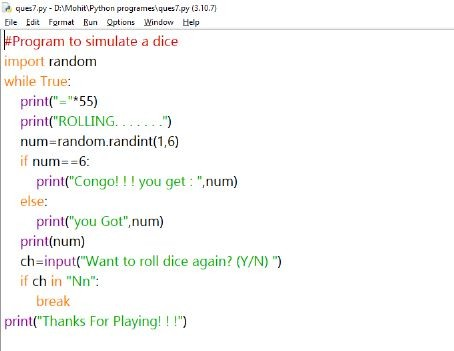 ques7.py - D:\Mohit\Python programes\ques7.py (3.10.7)
File Edit Format Run Options Window Help
#Program to simulate a dice
import random
while True:
    print("="*55)
    print("ROLLING. . . . . . .")
    num=random.randint(1,6)
    if num==6:
        print("Congo! ! ! you get : ",num)
    else:
        print("you Got",num)
    print(num)
    ch=input("Want to roll dice again? (Y/N) ")
    if ch in "Nn":
        break
print("Thanks For Playing! ! !")